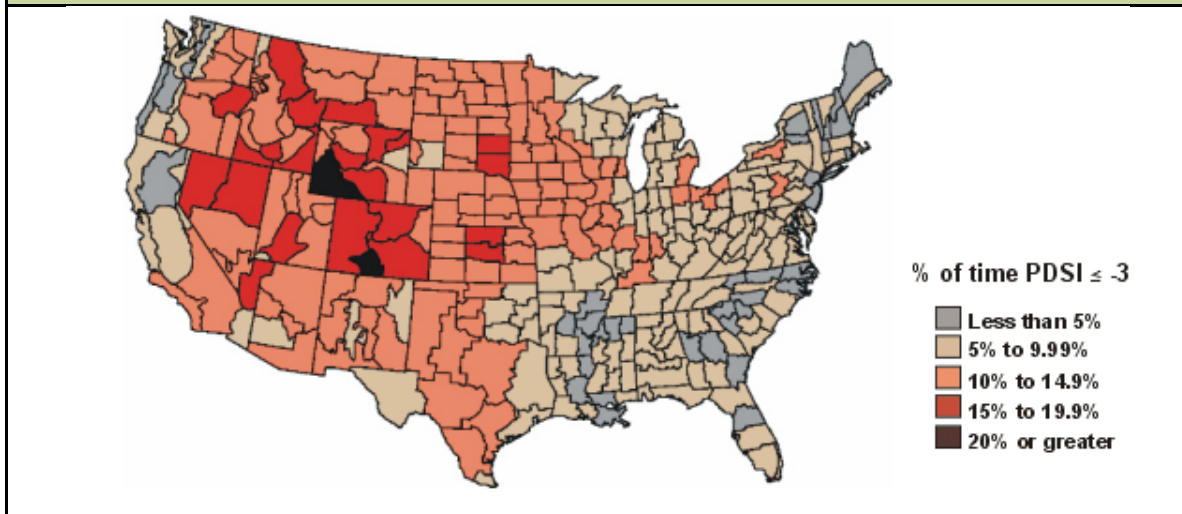 % of time PDSI ≤ -3
Less than 5%
5% to 9.99%
10% to 14.9%
15% to 19.9%
20% or greater